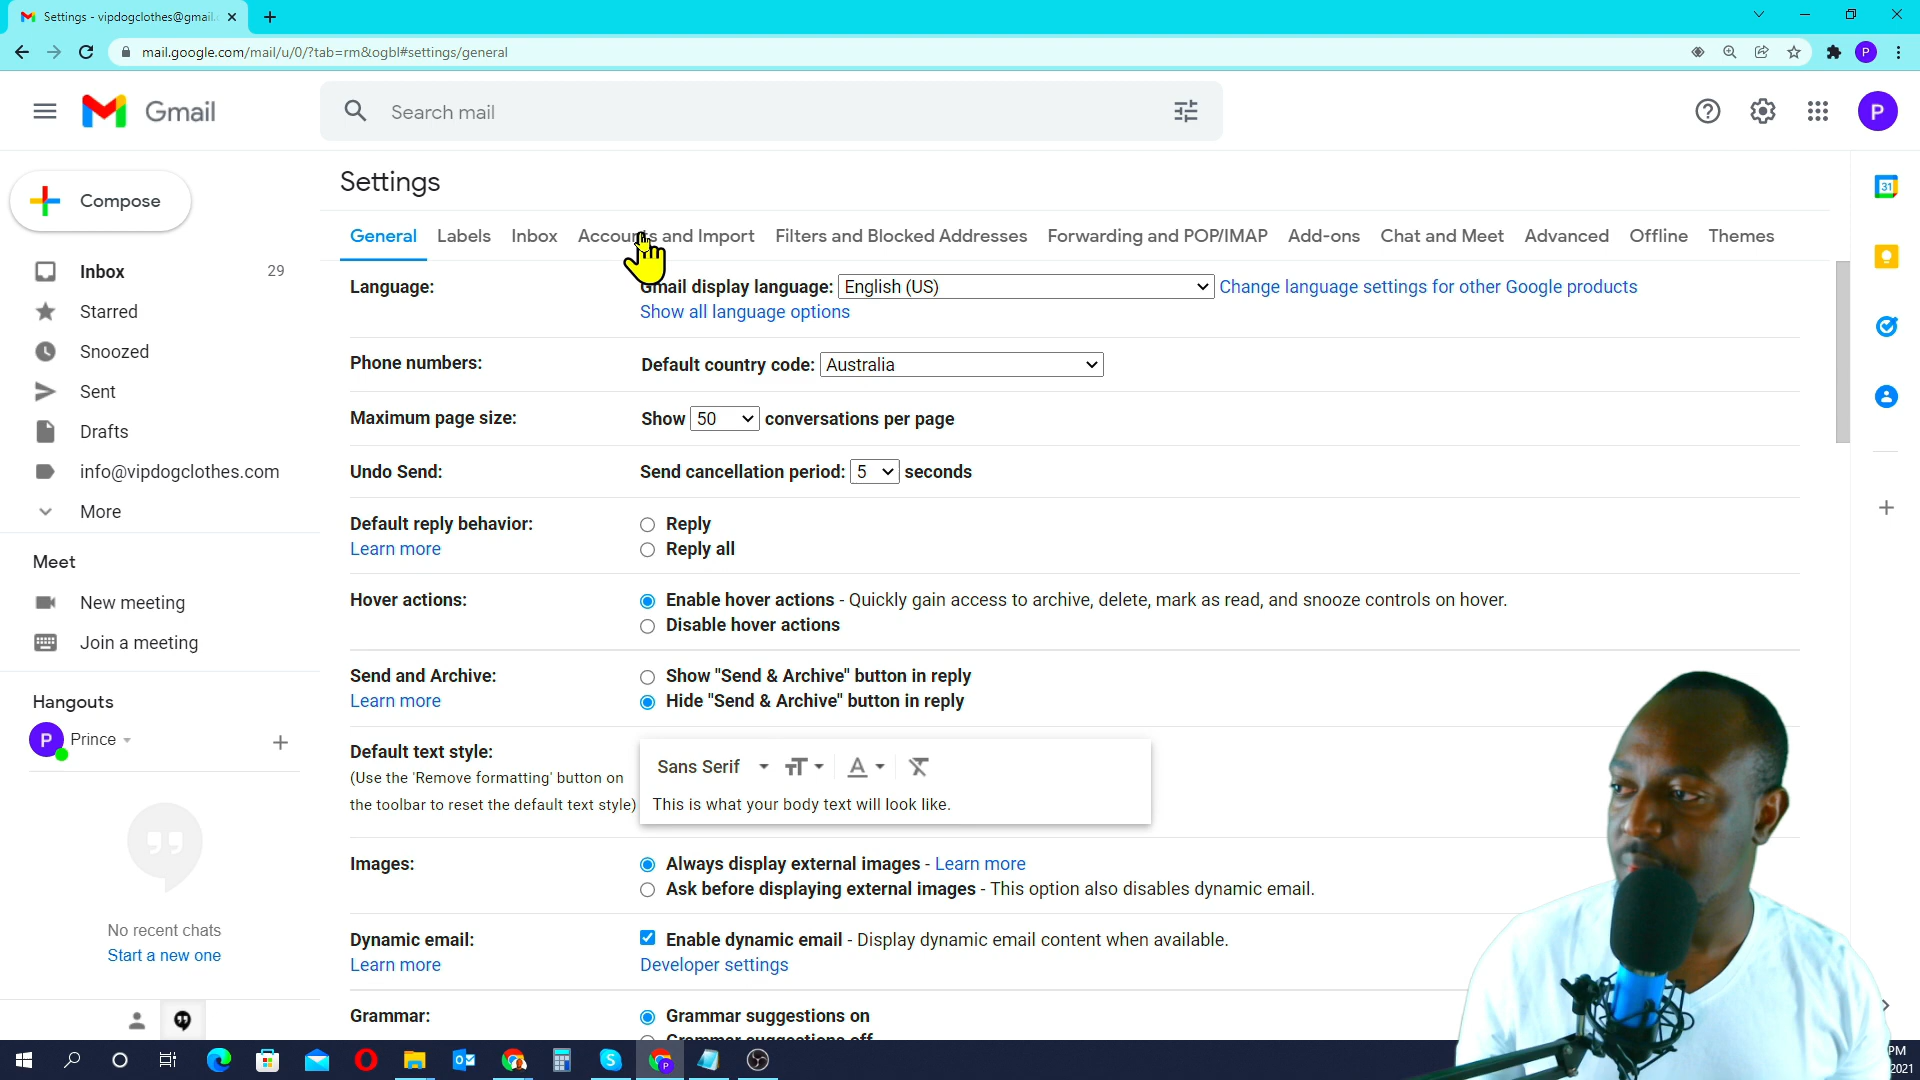 Settings - vipdogclothes@gmail.
mail.google.com/mail/u/0/?tab=rm&ogbl#settings/general
P
Gmail
Search mail
P
Compose
Settings
General Labels Inbox Accounts and Import Filters and Blocked Addresses Forwarding and POP/IMAP Add-ons Chat and Meet Advanced Offline Themes
Inbox 29
Starred
Snoozed
Sent
Drafts
info@vipdogclothes.com
More
Meet
New meeting
Join a meeting
Hangouts
P Prince
No recent chats
Start a new one
Language: Gmail display language: English (US) Change language settings for other Google products
Show all language options
Phone numbers: Default country code: Australia
Maximum page size: Show 50 conversations per page
Undo Send: Send cancellation period: 5 seconds
Default reply behavior: Reply
Learn more Reply all
Hover actions: Enable hover actions - Quickly gain access to archive, delete, mark as read, and snooze controls on hover.
Disable hover actions
Send and Archive: Show "Send & Archive" button in reply
Learn more Hide "Send & Archive" button in reply
Default text style: Sans Serif
(Use the 'Remove formatting' button on
the toolbar to reset the default text style) This is what your body text will look like.
Images: Always display external images - Learn more
Ask before displaying external images - This option also disables dynamic email.
Dynamic email: Enable dynamic email - Display dynamic email content when available.
Learn more Developer settings
Grammar: Grammar suggestions on
Grammar suggestions off
31
PM
2021